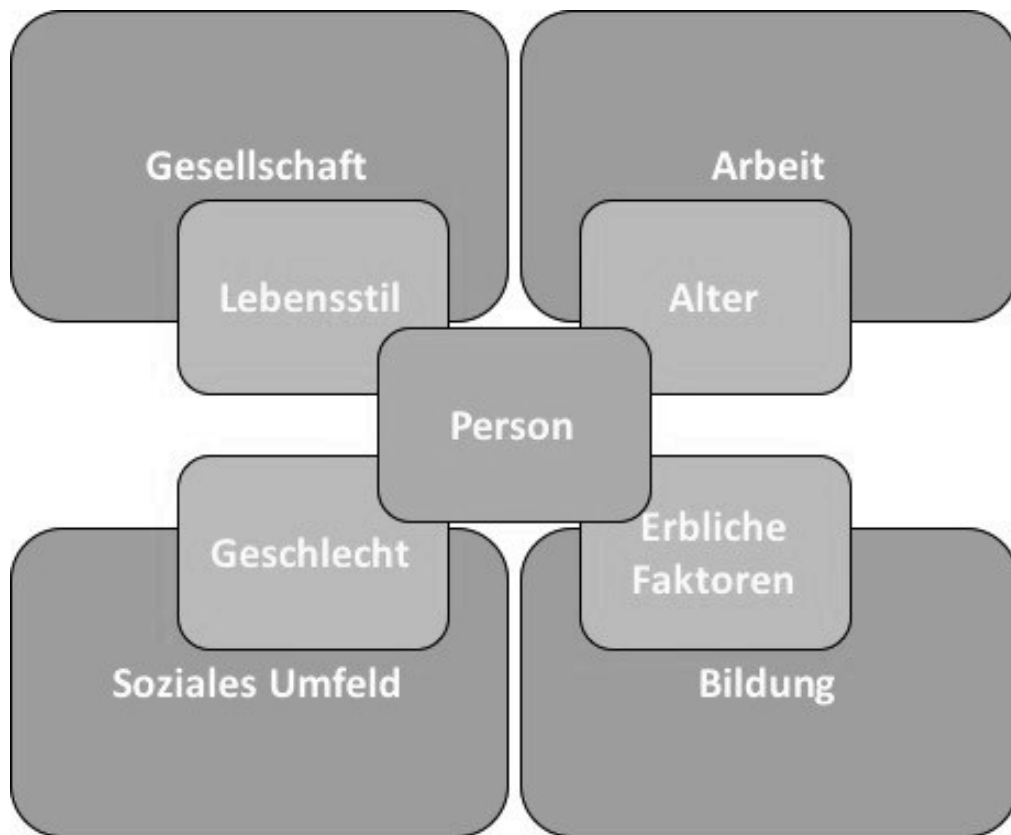 Gesellschaft
Arbeit
Lebensstil
Alter
Person
Geschlecht
Erbliche
Faktoren
Soziales Umfeld
Bildung